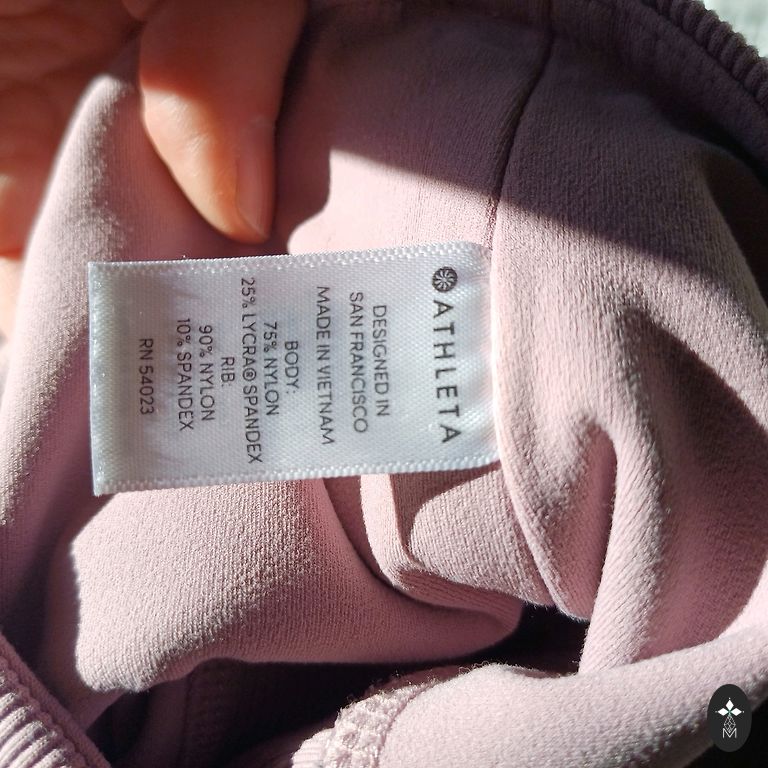 ATHLETA
DESIGNED IN
SAN FRANCISCO
MADE IN VIETNAM
BODY:
75% NYLON
25% LYCRA® SPANDEX
RIB:
90% NYLON
10% SPANDEX
RN 54023
M